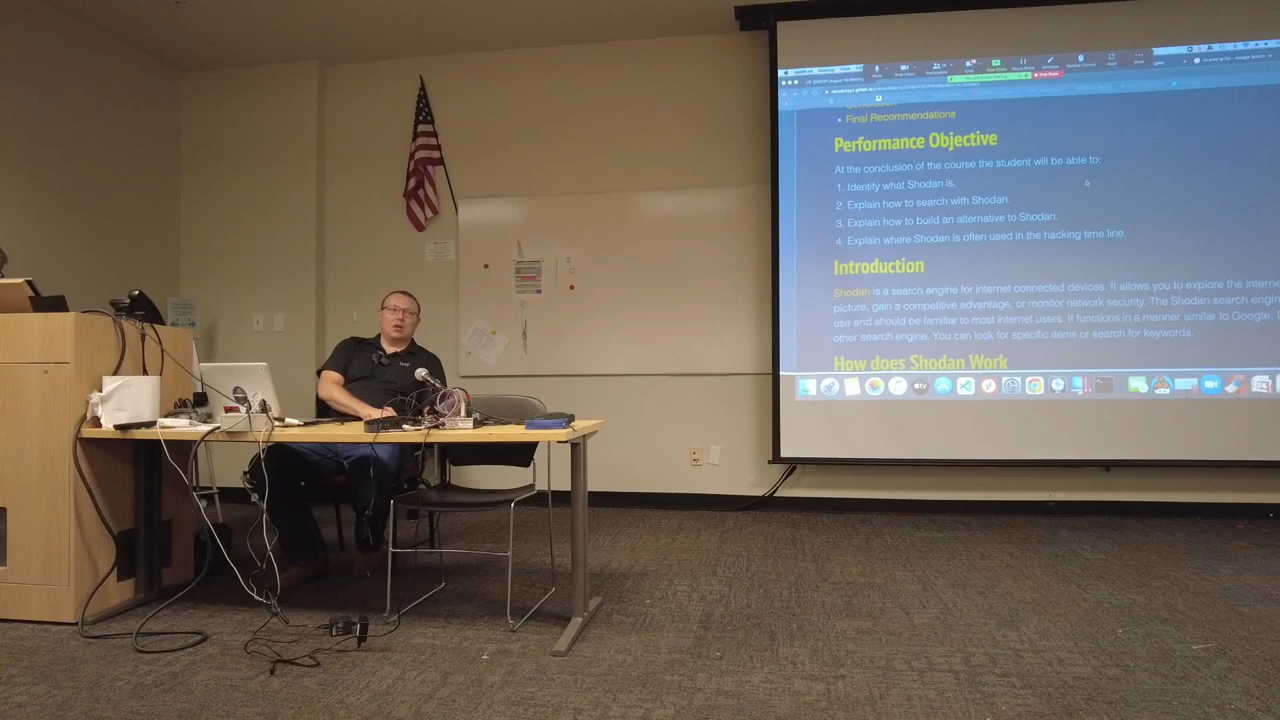 Final Recommendations
Performance Objective
At the conclusion of the course the student will be able to:
1. Identify what Shodan is.
2. Explain how to search with Shodan.
3. Explain how to build an alternative to Shodan.
4. Explain where Shodan is often used in the hacking time line.
Introduction
Shodan is a search engine for internet connected devices. It allows you to explore the interne
picture, gain a competitive advantage, or monitor network security. The Shodan search engin
use and should be familiar to most internet users. It functions in a manner similar to Google,
other search engine. You can look for specific items or search for keywords.
How does Shodan Work